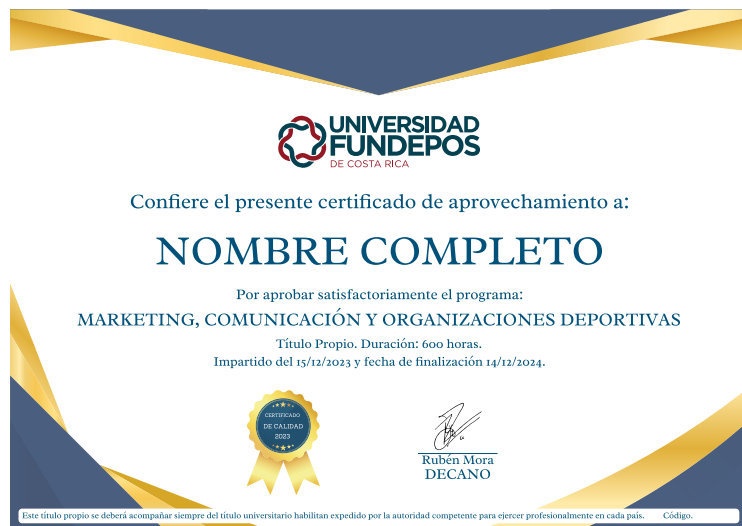 UNIVERSIDAD
FUNDEPOS
DE COSTA RICA
Confiere el presente certificado de aprovechamiento a:
NOMBRE COMPLETO
Por aprobar satisfactoriamente el programa:
MARKETING, COMUNICACIÓN Y ORGANIZACIONES DEPORTIVAS
Título Propio. Duración: 600 horas.
Impartido del 15/12/2023 y fecha de finalización 14/12/2024.
CERTIFICADO
DE CALIDAD
2023
Rubén Mora
DECANO
Este título propio se deberá acompañar siempre del título universitario habilitan expedido por la autoridad competente para ejercer profesionalmente en cada país. Código.